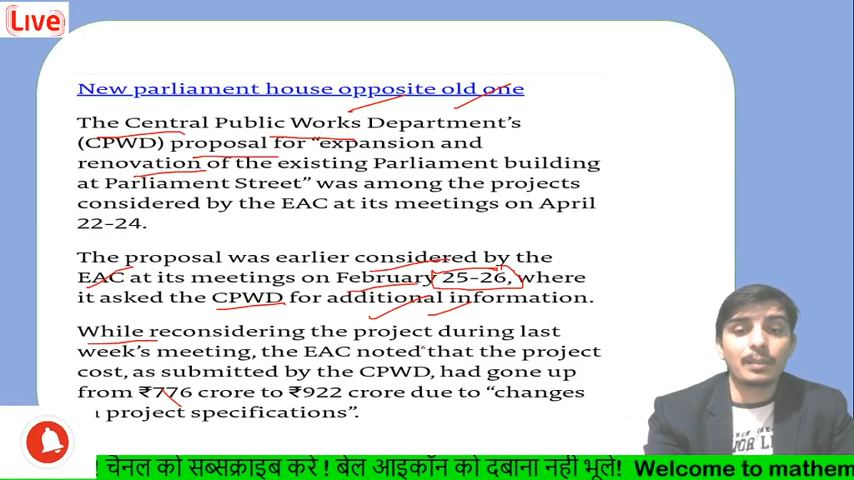 Live
New parliament house opposite old one
The Central Public Works Department's
(CPWD) proposal for “expansion and
renovation of the existing Parliament building
at Parliament Street” was among the projects
considered by the EAC at its meetings on April
22-24.
The proposal was earlier considered by the
EAC at its meetings on February 25-26, where
it asked the CPWD for additional information.
While reconsidering the project during last
week's meeting, the EAC noted that the project
cost, as submitted by the CPWD, had gone up
from ₹776 crore to ₹922 crore due to “changes
project specifications”.
! चैनल को सब्सक्राइब करे ! बेल आइकॉन को दबाना नही भूले! Welcome to mathem